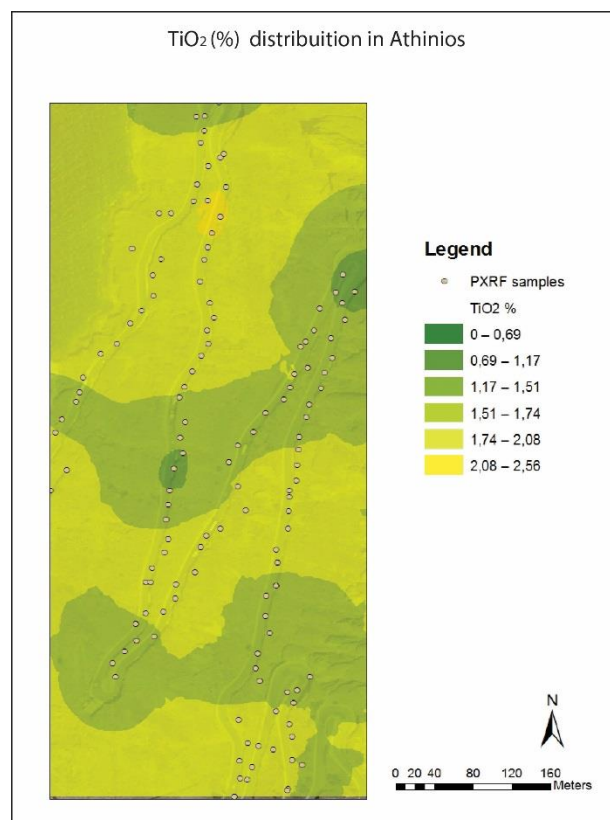 TiO₂ (%) distribuition in Athinios
Legend
PXRF samples
TiO2 %
0 – 0,69
0,69 – 1,17
1,17 – 1,51
1,51 – 1,74
1,74 – 2,08
2,08 – 2,56
N
0 20 40 80 120 160
Meters